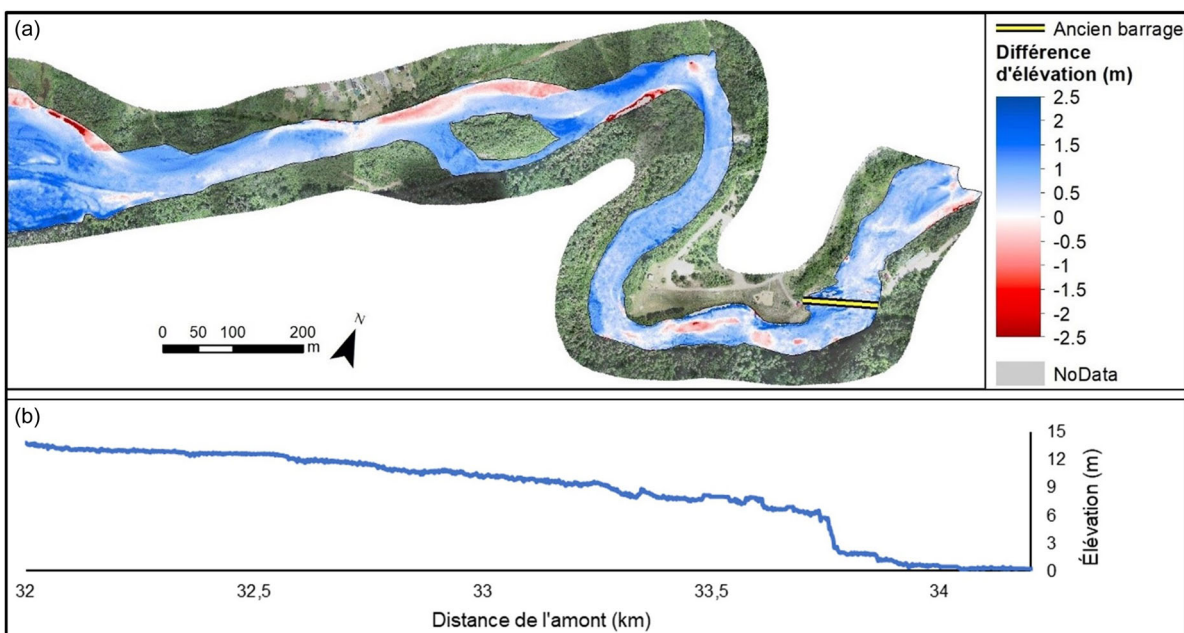 (a)
Ancien barrage
Différence
d'élévation (m)
2.5
2
1.5
1
0.5
0
-0.5
-1
-1.5
-2
-2.5
NoData
0 50 100 200
m
N
(b)
15
12
9
6
3
0
Élévation (m)
32 32,5 33 33,5 34
Distance de l'amont (km)